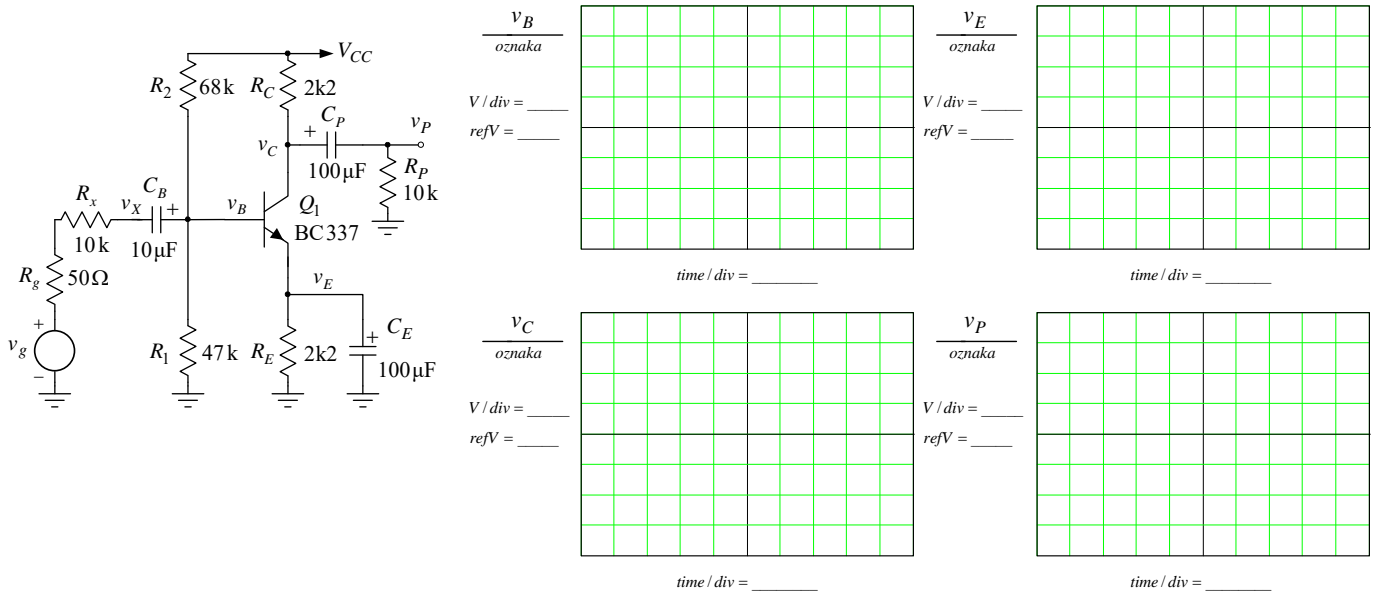 V_CC
R_2 68k
R_C 2k2
C_P
+
v_P
v_C
100μF
R_P
10k
R_x
v_X
C_B
+
v_B
Q_1
10k
10μF
BC337
R_g 50Ω
v_E
+
v_g
−
R_1 47k
R_E 2k2
C_E
+
100μF
v_B
oznaka
V / div = _____
refV = _____
time / div = ________
v_E
oznaka
V / div = _____
refV = _____
time / div = ________
v_C
oznaka
V / div = _____
refV = _____
time / div = ________
v_P
oznaka
V / div = _____
refV = _____
time / div = ________